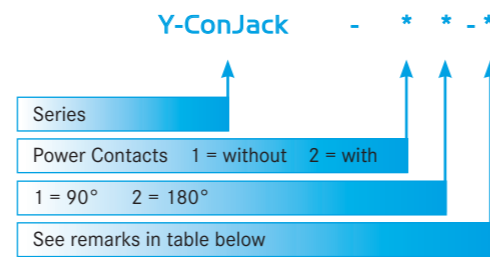 Y-ConJack - * * - *
Series
Power Contacts 1 = without 2 = with
1 = 90° 2 = 180°
See remarks in table below